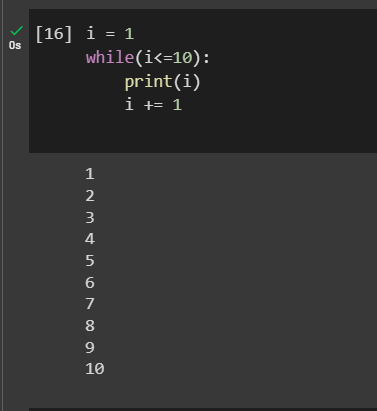 [16] i = 1
while(i<=10):
    print(i)
    i += 1
0s
1
2
3
4
5
6
7
8
9
10